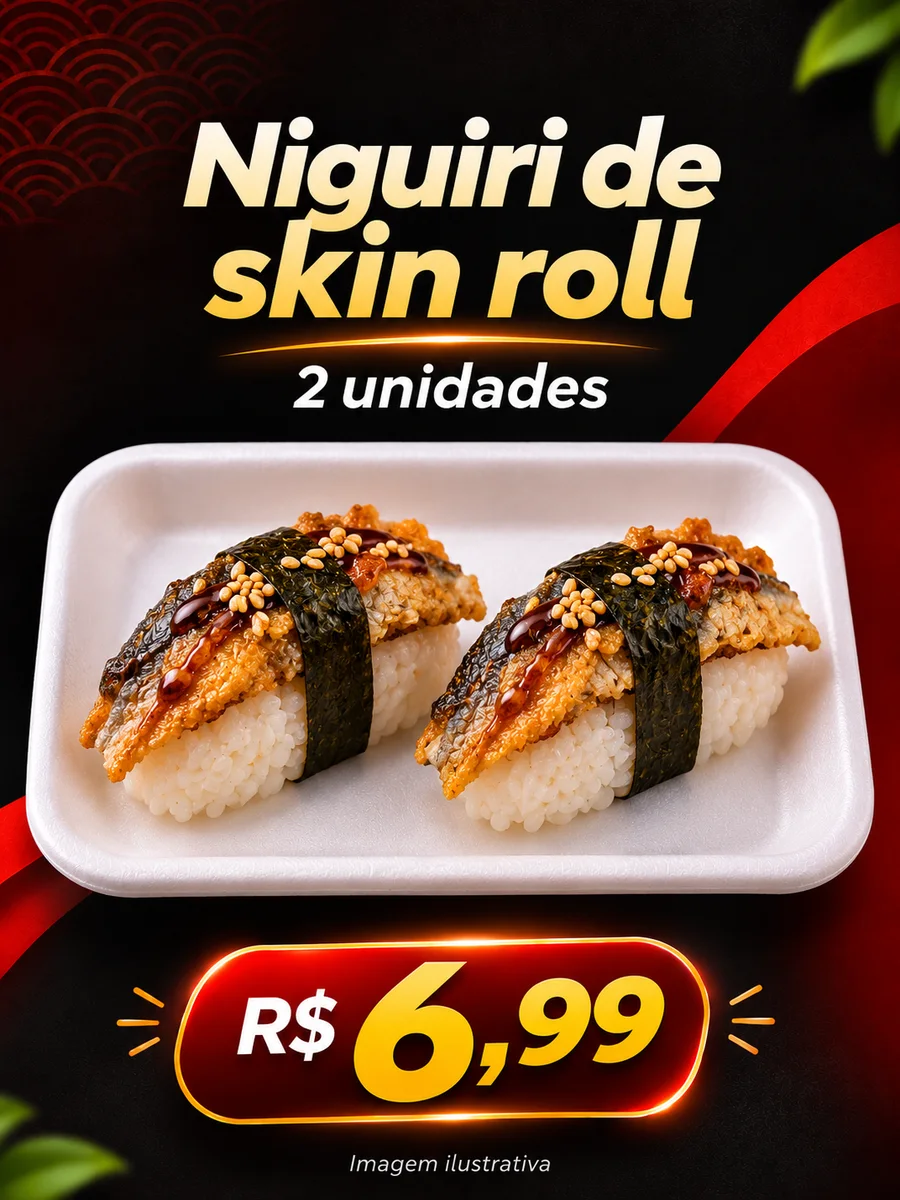 Niguiri de
skin roll
2 unidades
R$ 6,99
Imagem ilustrativa